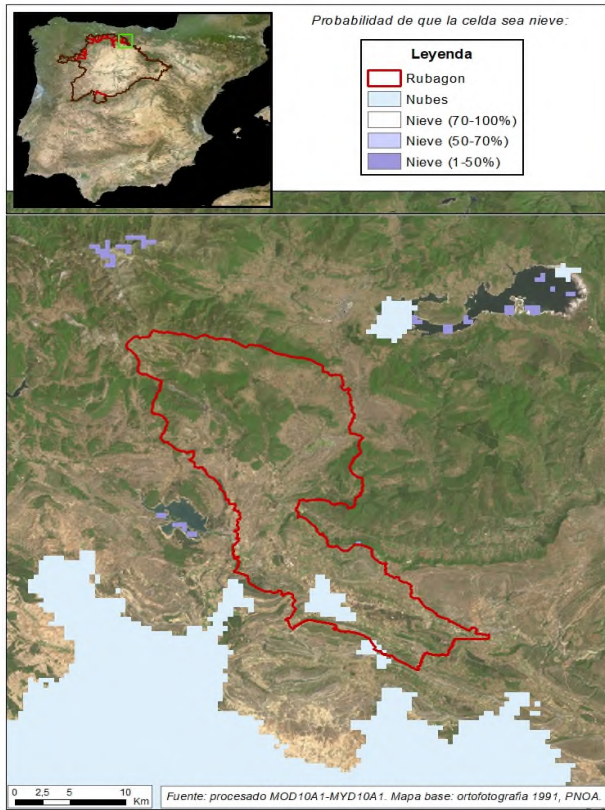 Probabilidad de que la celda sea nieve:
Leyenda
Rubagon
Nubes
Nieve (70-100%)
Nieve (50-70%)
Nieve (1-50%)
0 2,5 5 10
Km
Fuente: procesado MOD10A1-MYD10A1. Mapa base: ortofotografia 1991, PNOA.